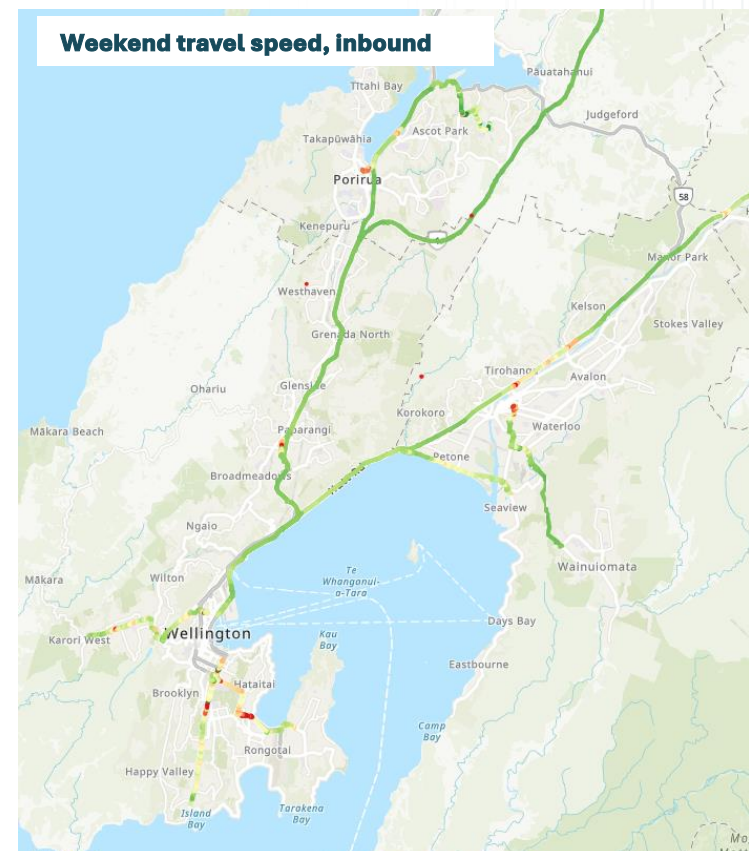 Weekend travel speed, inbound
Pāuatahanui
Tītahi Bay
Judgeford
Takapūwāhia
Ascot Park
Porirua
58
Kenepuru
Manor Park
Westhaven
Kelson
Stokes Valley
Grenada North
Tirohanga
Avalon
Ohariu
Glenside
Korokoro
Mākara Beach
Paparangi
Waterloo
Broadmeadows
Petone
Seaview
Ngaio
Te
Whanganui-
a-Tara
Wainuiomata
Mākara
Wilton
Karori West
Wellington
Kau
Bay
Days Bay
Eastbourne
Hataitai
Brooklyn
Camp
Bay
Rongotai
Happy Valley
Island
Bay
Tarakena
Bay